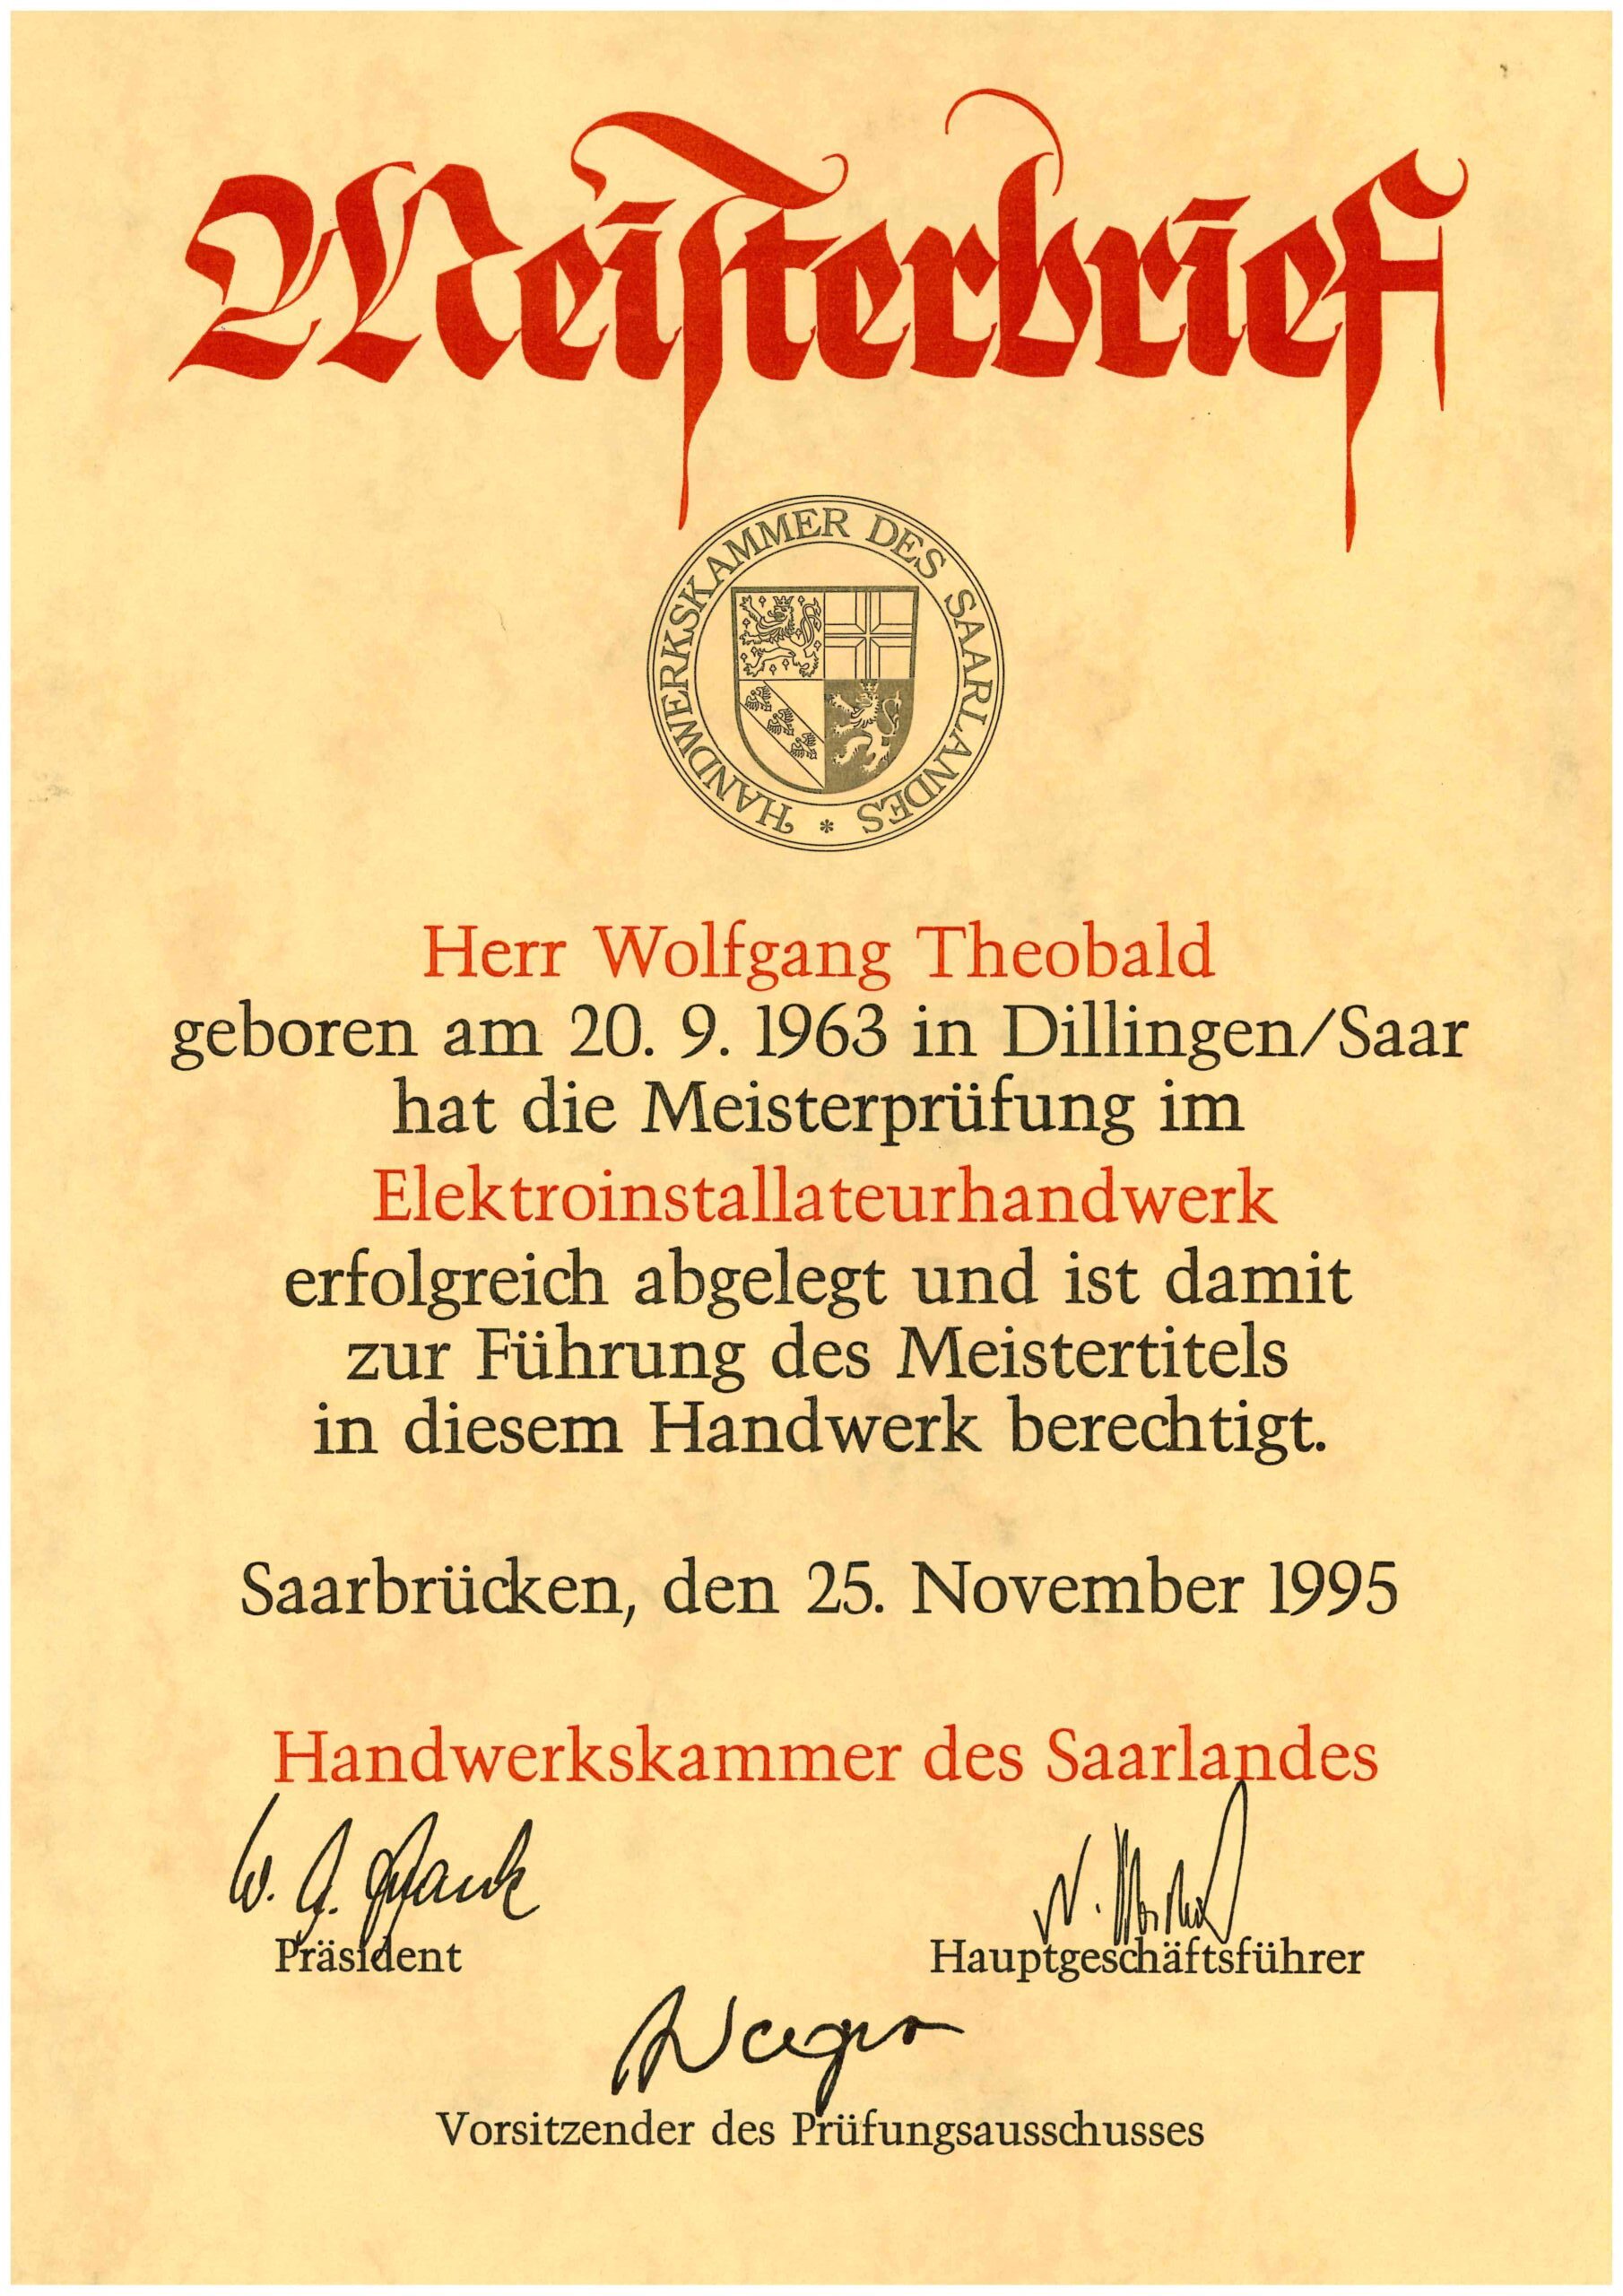 Meisterbrief
HANDWERKSKAMMER DES SAARLANDES *
Herr Wolfgang Theobald
geboren am 20. 9. 1963 in Dillingen/Saar
hat die Meisterprüfung im
Elektroinstallateurhandwerk
erfolgreich abgelegt und ist damit
zur Führung des Meistertitels
in diesem Handwerk berechtigt.
Saarbrücken, den 25. November 1995
Handwerkskammer des Saarlandes
Präsident
Hauptgeschäftsführer
Vorsitzender des Prüfungsausschusses